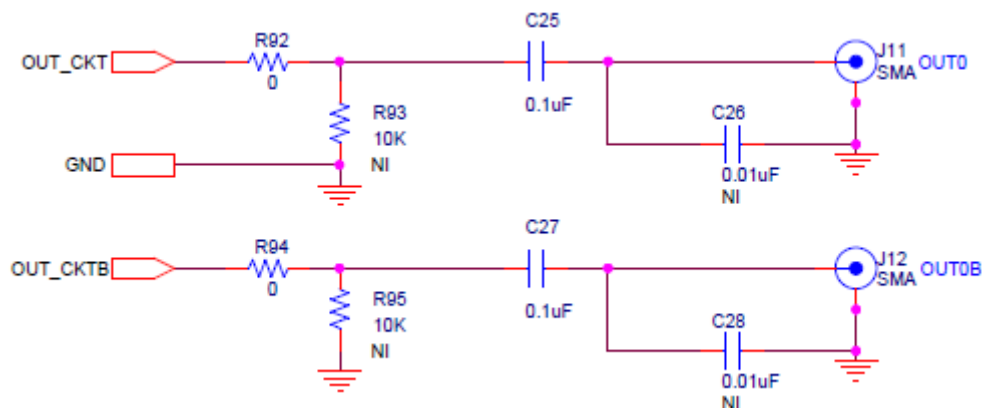 C25
R92
J11
OUT_CKT
OUT0
SMA
0
0.1uF
R93
C26
10K
GND
NI
0.01uF
NI
C27
R94
J12
OUT_CKTB
OUT0B
SMA
0
R95
0.1uF
10K
C28
NI
0.01uF
NI